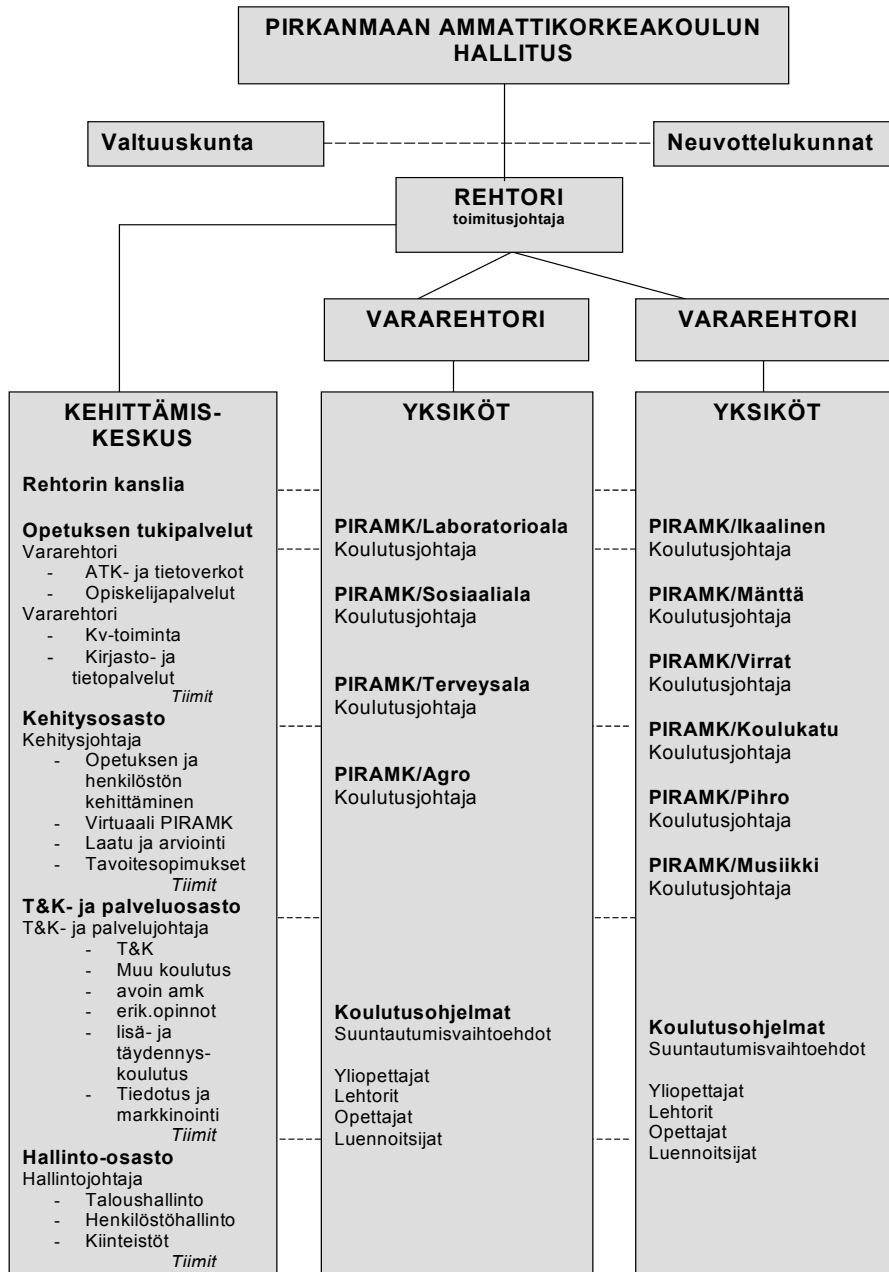 PIRKANMAAN AMMATTIKORKEAKOULUN
HALLITUS
Valtuuskunta
Neuvottelukunnat
REHTORI
toimitusjohtaja
VARAREHTORI
VARAREHTORI
KEHITTÄMIS-
KESKUS
Rehtorin kanslia
Opetuksen tukipalvelut
Vararehtori
- ATK- ja tietoverkot
- Opiskelijapalvelut
Vararehtori
- Kv-toiminta
- Kirjasto- ja
tietopalvelut
Tiimit
Kehitysosasto
Kehitysjohtaja
- Opetuksen ja
henkilöstön
kehittäminen
- Virtuaali PIRAMK
- Laatu ja arviointi
- Tavoitesopimukset
Tiimit
T&K- ja palveluosasto
T&K- ja palvelujohtaja
- T&K
- Muu koulutus
- avoin amk
- erik.opinnot
- lisä- ja
täydennys-
koulutus
- Tiedotus ja
markkinointi
Tiimit
Hallinto-osasto
Hallintojohtaja
- Taloushallinto
- Henkilöstöhallinto
- Kiinteistöt
Tiimit
YKSIKÖT
PIRAMK/Laboratorioala
Koulutusjohtaja
PIRAMK/Sosiaaliala
Koulutusjohtaja
PIRAMK/Terveysala
Koulutusjohtaja
PIRAMK/Agro
Koulutusjohtaja
Koulutusohjelmat
Suuntautumisvaihtoehdot
Yliopettajat
Lehtorit
Opettajat
Luennoitsijat
YKSIKÖT
PIRAMK/Ikaalinen
Koulutusjohtaja
PIRAMK/Mänttä
Koulutusjohtaja
PIRAMK/Virrat
Koulutusjohtaja
PIRAMK/Koulukatu
Koulutusjohtaja
PIRAMK/Pihro
Koulutusjohtaja
PIRAMK/Musiikki
Koulutusjohtaja
Koulutusohjelmat
Suuntautumisvaihtoehdot
Yliopettajat
Lehtorit
Opettajat
Luennoitsijat